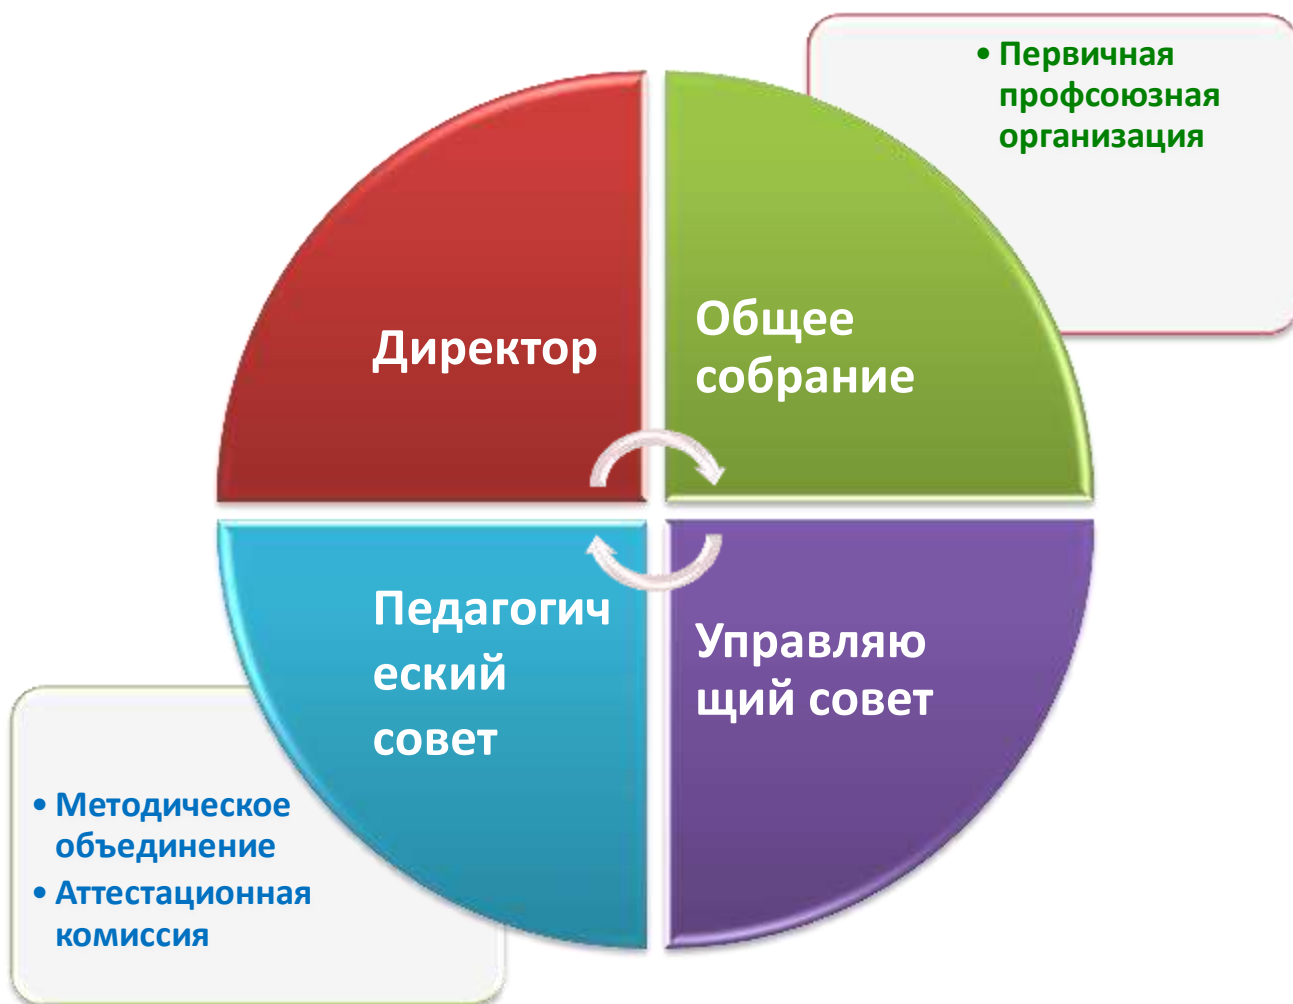 • Первичная
профсоюзная
организация
Директор
Общее
собрание
Педагогич
еский
совет
Управляю
щий совет
• Методическое
объединение
• Аттестационная
комиссия